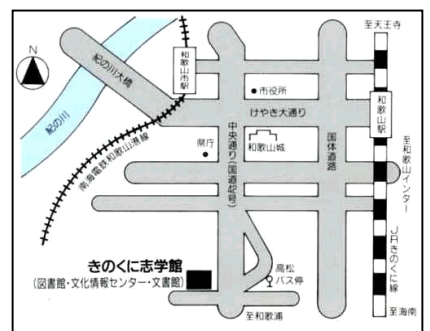 至天王寺
N
紀の川大橋
和歌山市駅
市役所
けやき大通り
和歌山駅
紀の川
中央通り(国道42号)
和歌山城
国体道路
県庁
至和歌山インター
南海電鉄和歌山港線
JRきのくに線
きのくに志学館
(図書館・文化情報センター・文書館)
高松
バス停
至和歌浦
至海南